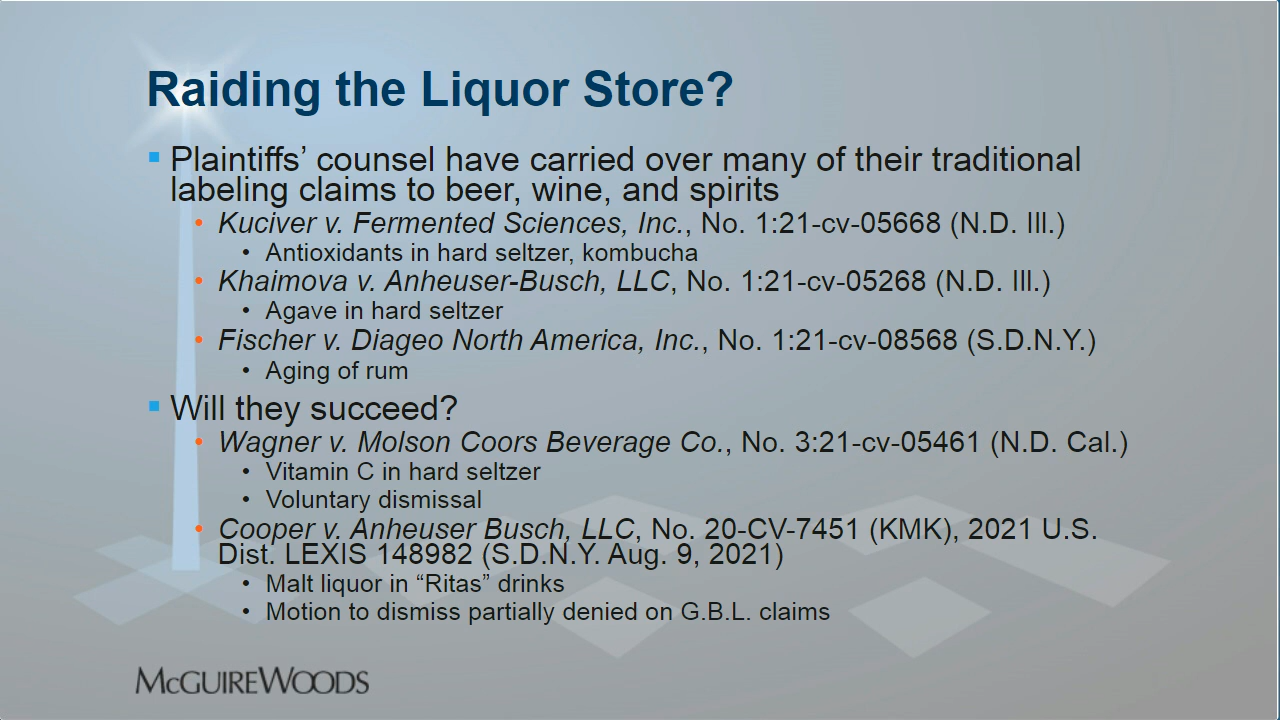 Raiding the Liquor Store?
▪ Plaintiffs’ counsel have carried over many of their traditional
labeling claims to beer, wine, and spirits
• Kuciver v. Fermented Sciences, Inc., No. 1:21-cv-05668 (N.D. Ill.)
• Antioxidants in hard seltzer, kombucha
• Khaimova v. Anheuser-Busch, LLC, No. 1:21-cv-05268 (N.D. Ill.)
• Agave in hard seltzer
• Fischer v. Diageo North America, Inc., No. 1:21-cv-08568 (S.D.N.Y.)
• Aging of rum
▪ Will they succeed?
• Wagner v. Molson Coors Beverage Co., No. 3:21-cv-05461 (N.D. Cal.)
• Vitamin C in hard seltzer
• Voluntary dismissal
• Cooper v. Anheuser Busch, LLC, No. 20-CV-7451 (KMK), 2021 U.S.
Dist. LEXIS 148982 (S.D.N.Y. Aug. 9, 2021)
• Malt liquor in “Ritas” drinks
• Motion to dismiss partially denied on G.B.L. claims
McGUIREWOODS